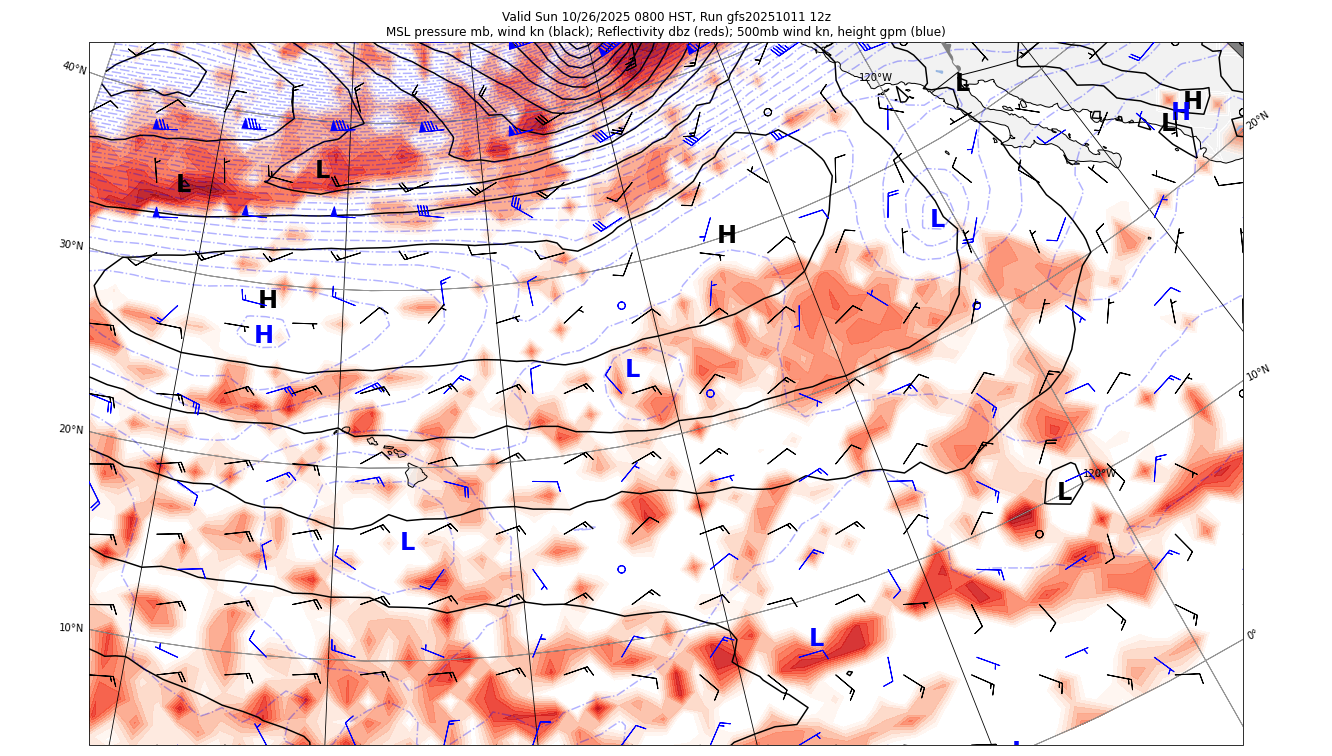 Valid Sun 10/26/2025 0800 HST, Run gfs20251011 12z
MSL pressure mb, wind kn (black); Reflectivity dbz (reds); 500mb wind kn, height gpm (blue)
40°N
120°W
L
H
H
L
20°N
L
L
L
H
30°N
H
H
L
10°N
20°N
120°W
L
L
10°N
L
0°
L